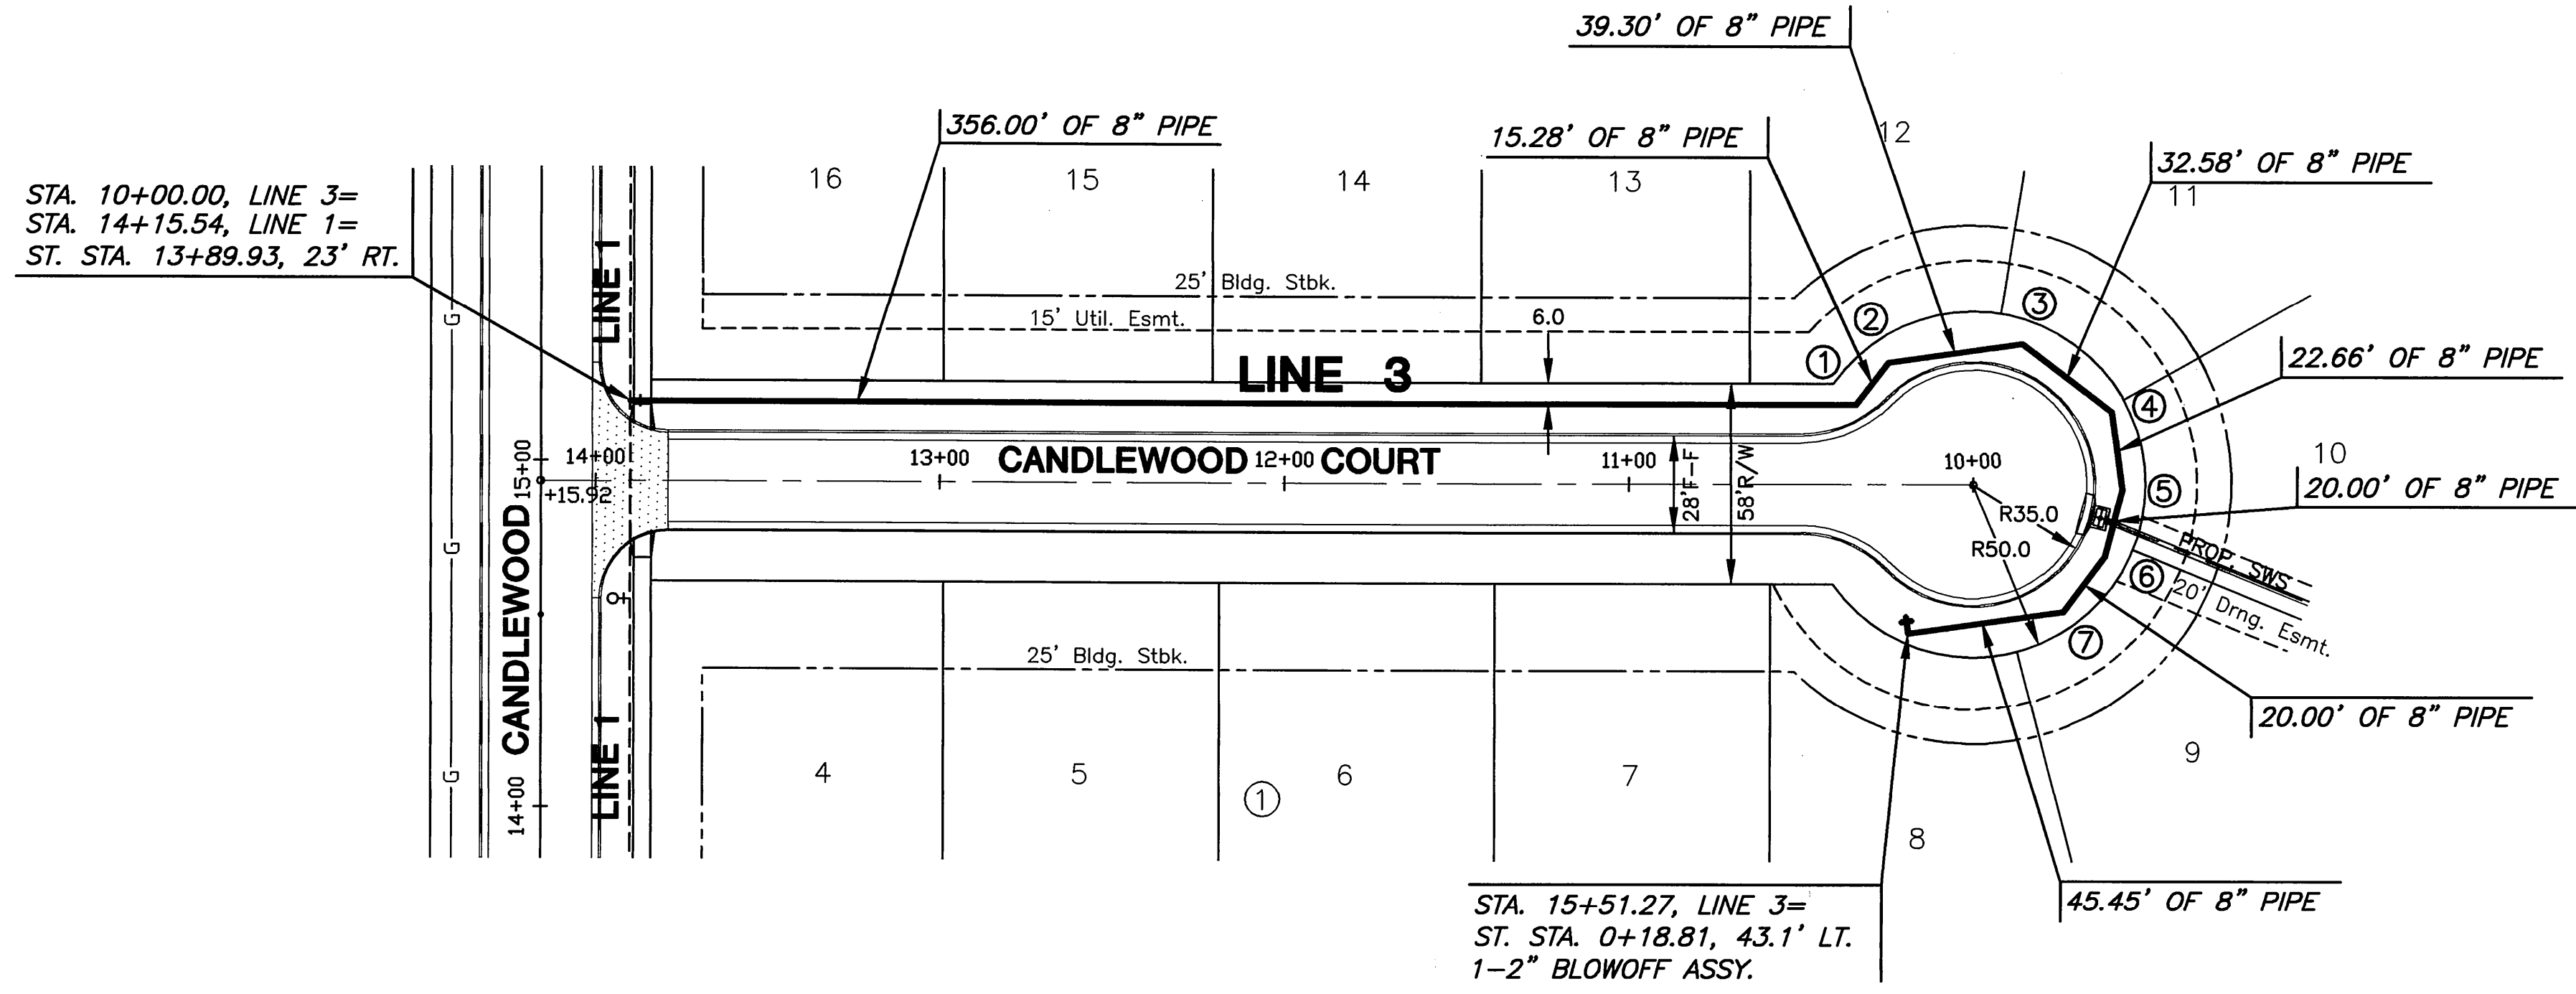 39.30' OF 8" PIPE
356.00' OF 8" PIPE
15.28' OF 8" PIPE
12
32.58' OF 8" PIPE
11
STA. 10+00.00, LINE 3=
STA. 14+15.54, LINE 1=
ST. STA. 13+89.93, 23' RT.
16
15
14
13
LINE 1
G
25' Bldg. Stbk.
15' Util. Esmt.
6.0
LINE 3
1
2
3
4
5
6
7
22.66' OF 8" PIPE
10
20.00' OF 8" PIPE
15+00
14+00
+15.92
13+00
CANDLEWOOD
12+00
COURT
11+00
28'F-F
58'R/W
10+00
R35.0
R50.0
PROP. SWS
20' Drng. Esmt.
G
CANDLEWOOD
14+00
G
LINE 1
25' Bldg. Stbk.
4
5
1
6
7
8
9
20.00' OF 8" PIPE
45.45' OF 8" PIPE
STA. 15+51.27, LINE 3=
ST. STA. 0+18.81, 43.1' LT.
1-2" BLOWOFF ASSY.